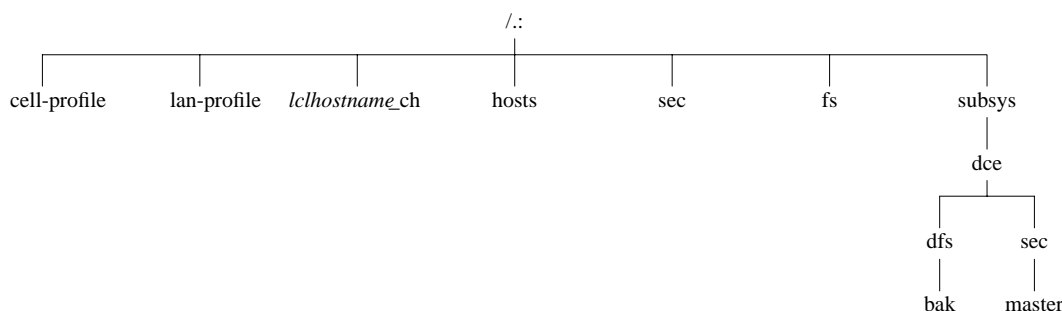 /.:
cell-profile lan-profile lclhostname_ch hosts sec fs subsys
dce
dfs sec
bak master